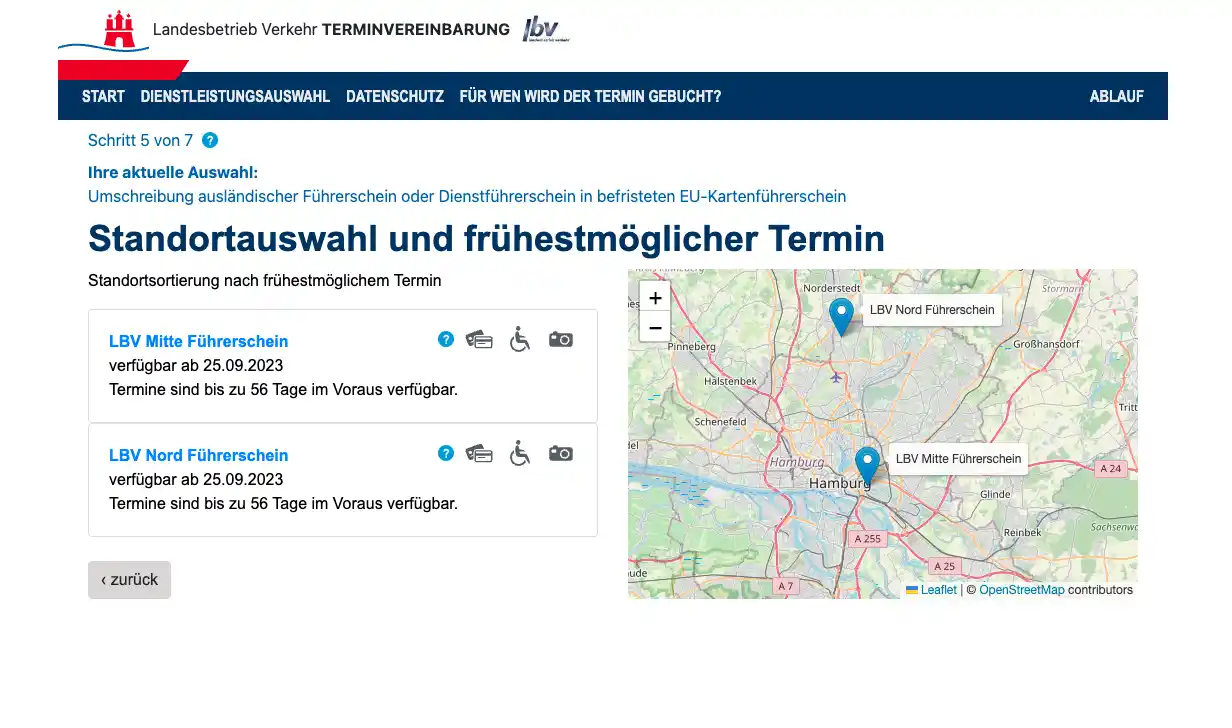 Landesbetrieb Verkehr TERMINVEREINBARUNG lbv
START DIENSTLEISTUNGSAUSWAHL DATENSCHUTZ FÜR WEN WIRD DER TERMIN GEBUCHT? ABLAUF
Schritt 5 von 7 ?
Ihre aktuelle Auswahl:
Umschreibung ausländischer Führerschein oder Dienstführerschein in befristeten EU-Kartenführerschein
Standortauswahl und frühestmöglicher Termin
Standortsortierung nach frühestmöglichem Termin
LBV Mitte Führerschein ?
verfügbar ab 25.09.2023
Termine sind bis zu 56 Tage im Voraus verfügbar.
LBV Nord Führerschein ?
verfügbar ab 25.09.2023
Termine sind bis zu 56 Tage im Voraus verfügbar.
‹ zurück
+
−
Norderstedt
Stormarn
LBV Nord Führerschein
Pinneberg
Großhansdorf
Halstenbek
Tritt
Schenefeld
del
Hamburg
LBV Mitte Führerschein
A 24
Hamburg
Glinde
Sachsenwa
Reinbek
A 255
A 25
ude
A 7
Leaflet | © OpenStreetMap contributors